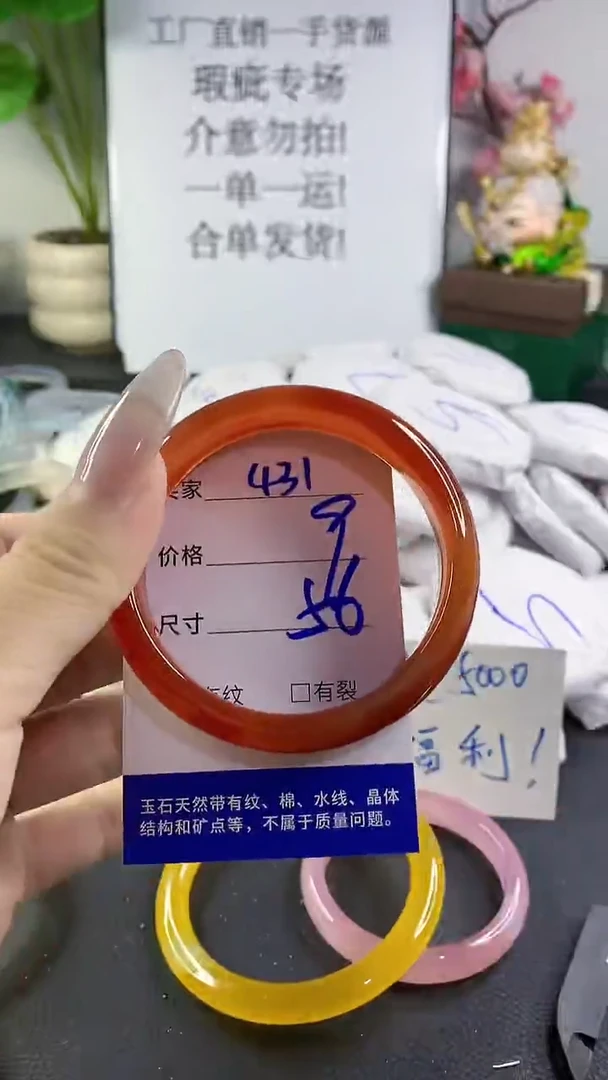 工厂直销一手货源
瑕疵专场
介意勿拍!
一单一运!
合单发货!
家 431
价格
尺寸 56
纹 □有裂
5000
福利!
玉石天然带有纹、棉、水线、晶体
结构和矿点等，不属于质量问题。